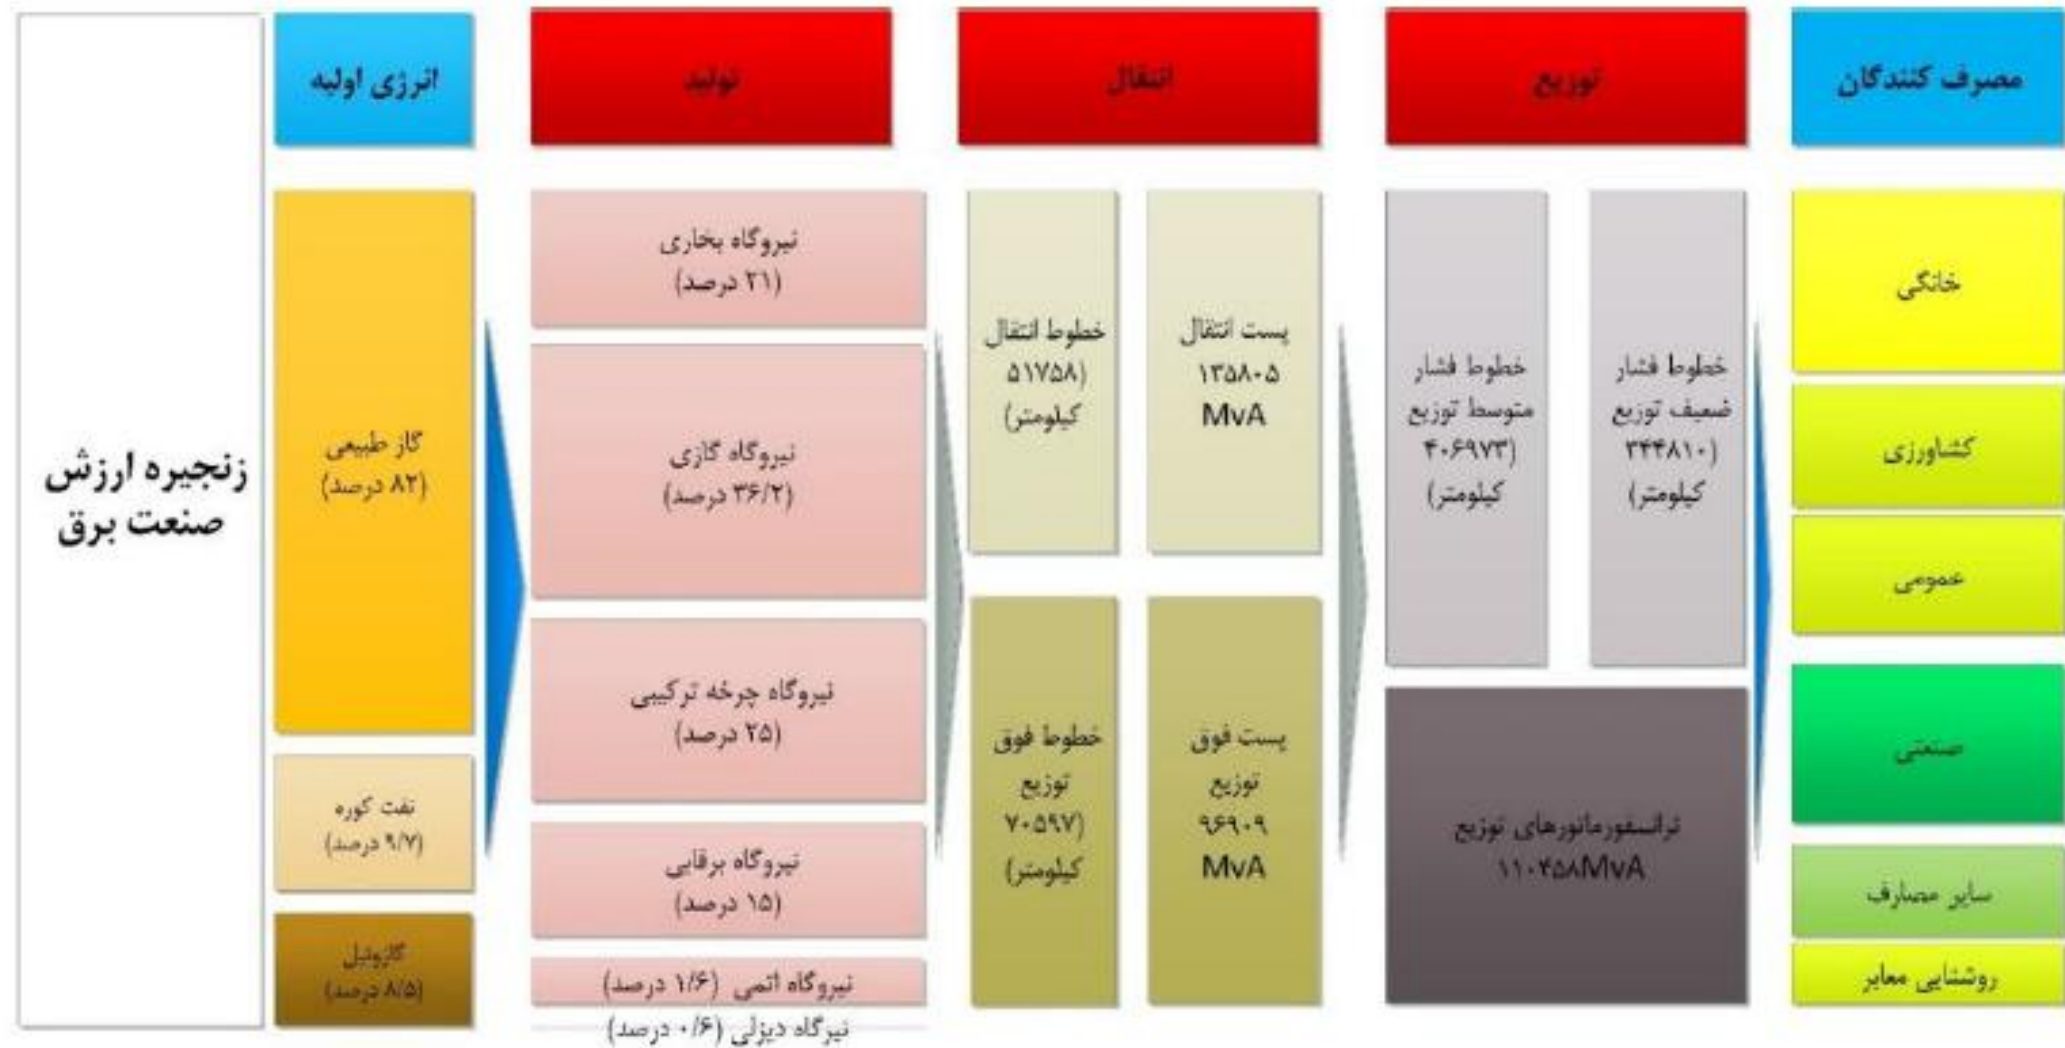 زنجیره ارزش
صنعت برق
انرژی اولیه
گاز طبیعی
(۸۲ درصد)
نفت کوره
(۹/۷ درصد)
گازوئیل
(۸/۵ درصد)
تولید
نیروگاه بخاری
(۲۱ درصد)
نیروگاه گازی
(۳۶/۲ درصد)
نیروگاه چرخه ترکیبی
(۲۵ درصد)
نیروگاه برقابی
(۱۵ درصد)
نیروگاه اتمی (۱/۶ درصد)
نیرگاه دیزلی (۰/۶ درصد)
انتقال
خطوط انتقال
(۵۱۷۵۸
کیلومتر)
پست انتقال
۱۳۵۸۰۵
MvA
خطوط فوق
توزیع
(۷۰۵۹۷
کیلومتر)
پست فوق
توزیع
۹۶۹۰۹
MvA
توزیع
خطوط فشار
متوسط توزیع
(۴۰۶۹۷۳
کیلومتر)
خطوط فشار
ضعیف توزیع
(۳۴۴۸۱۰
کیلومتر)
ترانسفورماتورهای توزیع
۱۱۰۴۵۸MvA
مصرف کنندگان
خانگی
کشاورزی
عمومی
صنعتی
سایر مصارف
روشنایی معابر